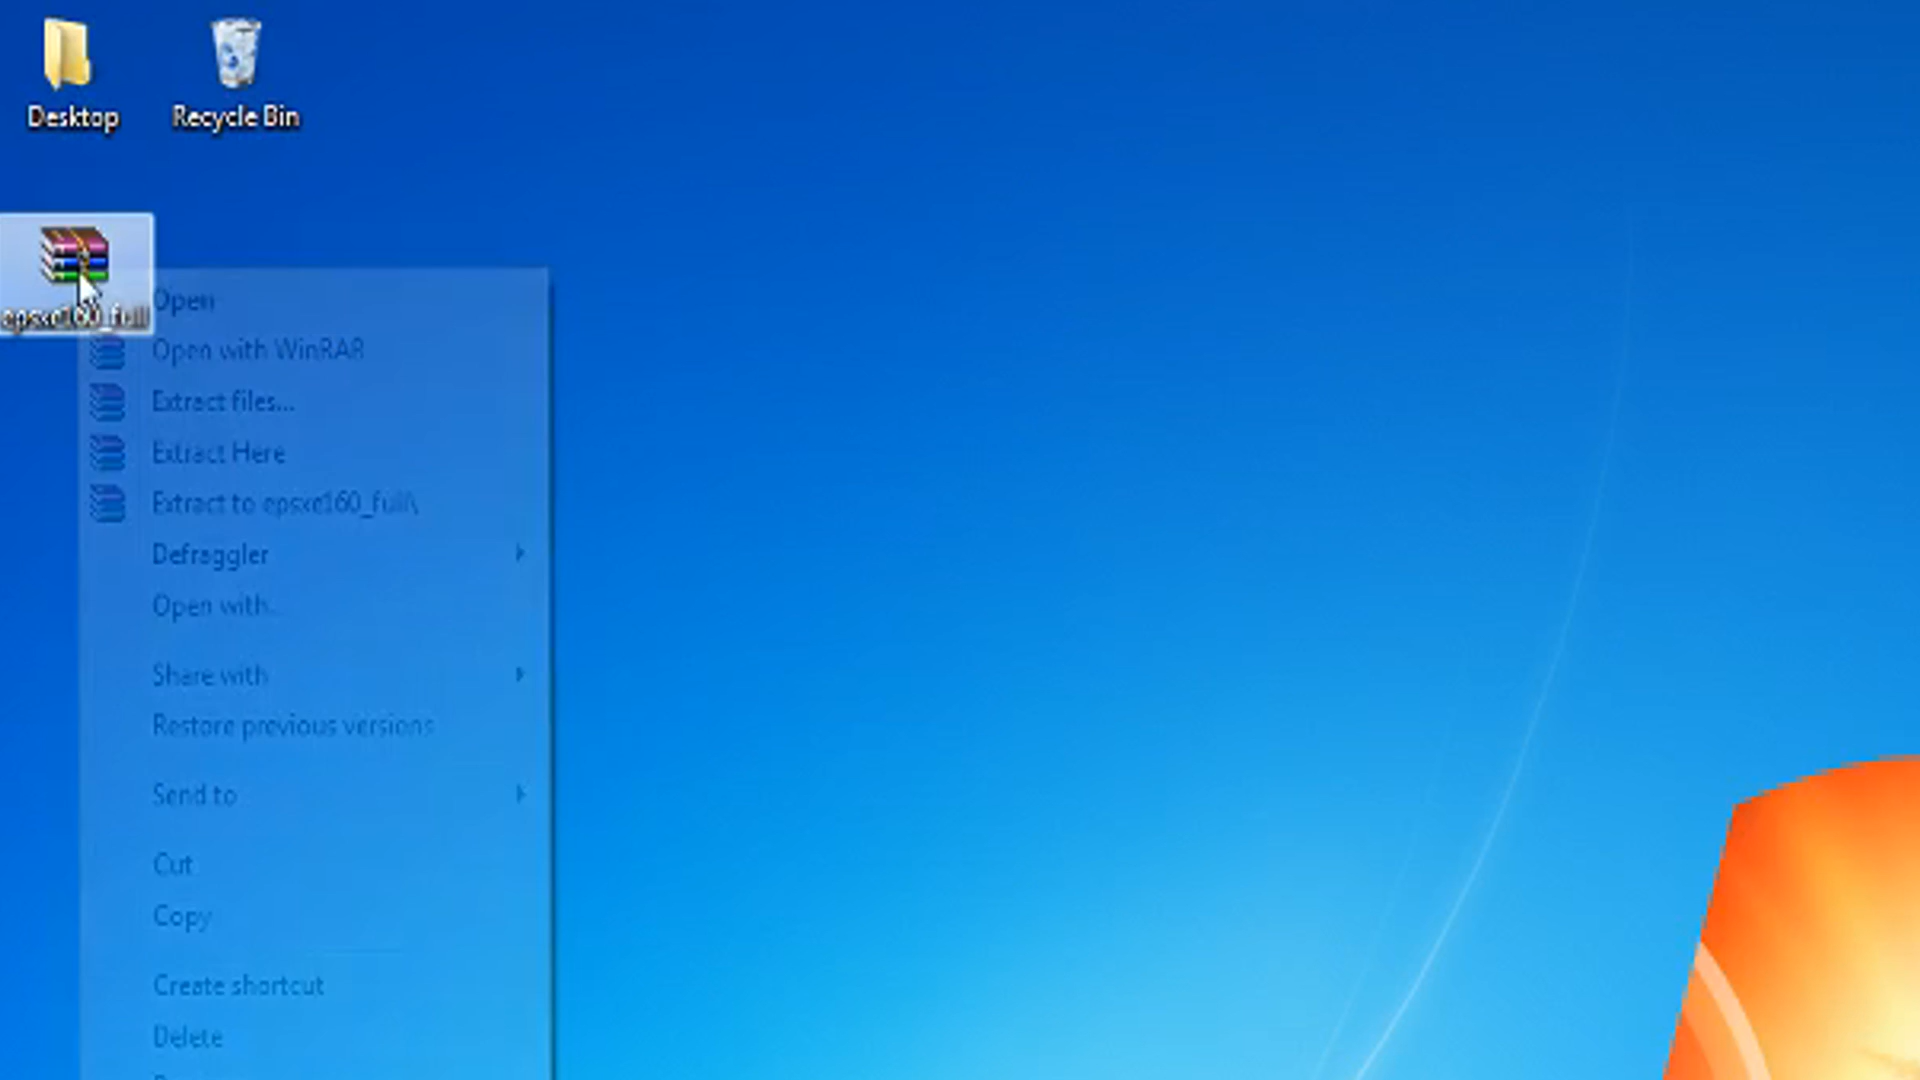 Desktop
Recycle Bin
epsxe160_full
Open
Open with WinRAR
Extract files...
Extract Here
Extract to epsxe160_full\
Defraggler
Open with...
Share with
Restore previous versions
Send to
Cut
Copy
Create shortcut
Delete